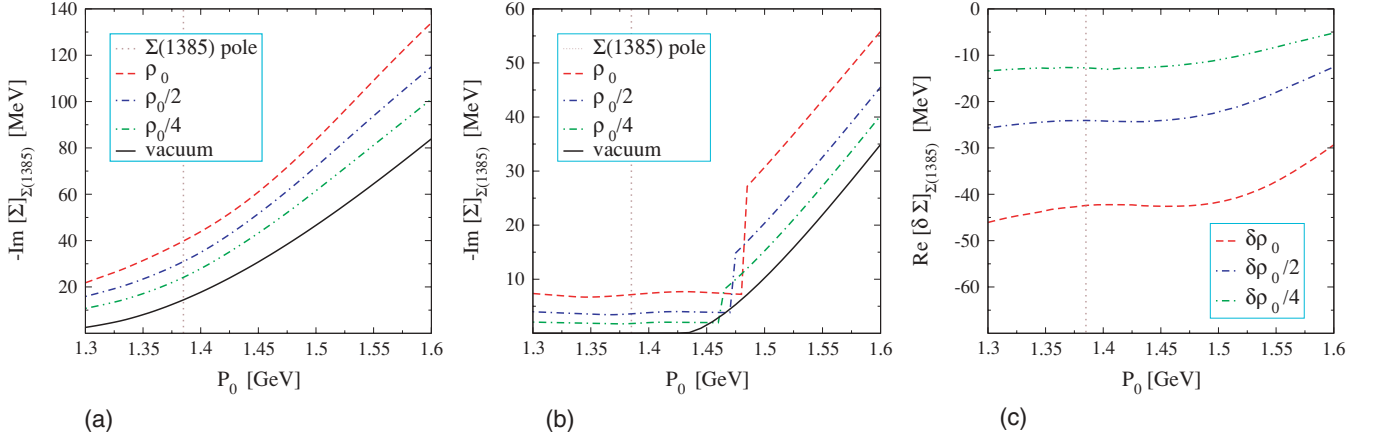 140
120
100
80
60
40
20
-Im [Σ]Σ(1385) [MeV]
Σ(1385) pole
ρ0
ρ0/2
ρ0/4
vacuum
1.3 1.35 1.4 1.45 1.5 1.55 1.6
P0 [GeV]
(a)
60
50
40
30
20
10
-Im [Σ]Σ(1385) [MeV]
Σ(1385) pole
ρ0
ρ0/2
ρ0/4
vacuum
1.3 1.35 1.4 1.45 1.5 1.55 1.6
P0 [GeV]
(b)
0
-10
-20
-30
-40
-50
-60
Re [δ Σ]Σ(1385) [MeV]
δρ0
δρ0/2
δρ0/4
1.3 1.35 1.4 1.45 1.5 1.55 1.6
P0 [GeV]
(c)